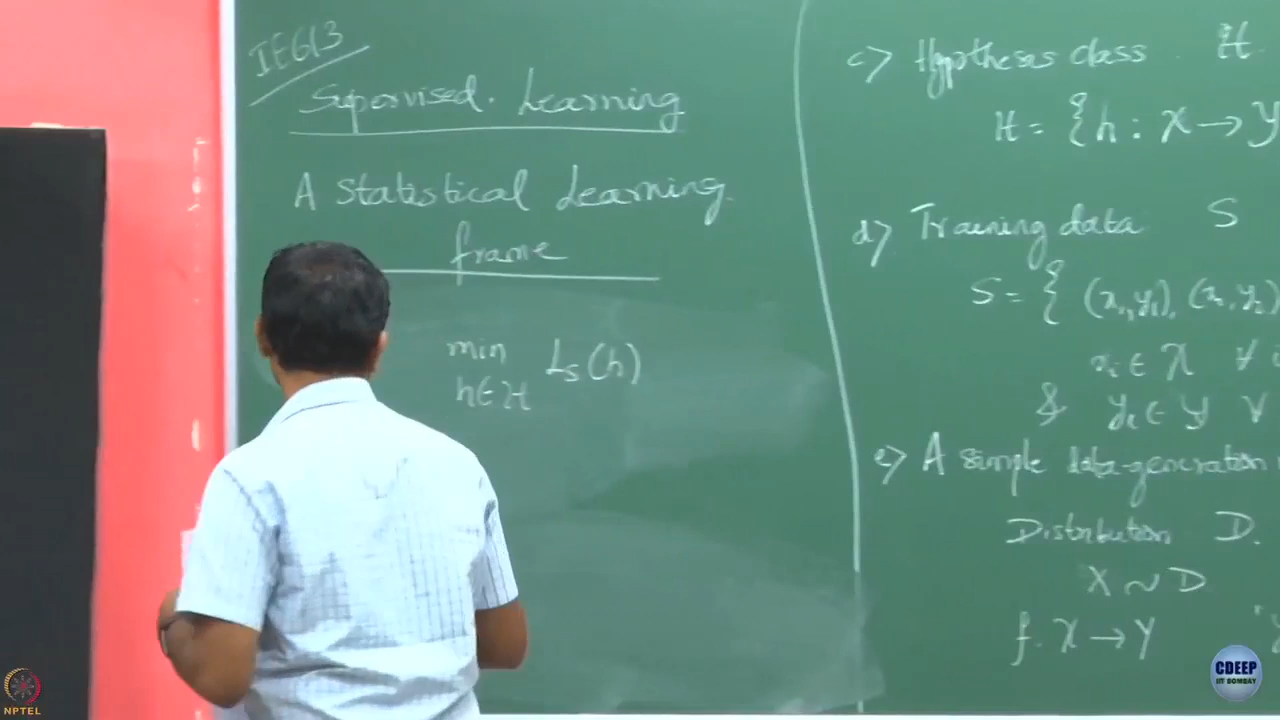 IE613
Supervised. Learning
A Statistical Learning.
frame
min L_S(h)
h∈ℋ
c> Hypothesis class. ℋ.
ℋ = {h : X → Y
d> Training data S
S = { (x₁,y₁), (x₂,y₂)
xᵢ ∈ X ∀
& yᵢ ∈ Y ∀
e> A simple data-generation
Distribution D.
X ~ D
f. X → Y
NPTEL
CDEEP
IIT BOMBAY